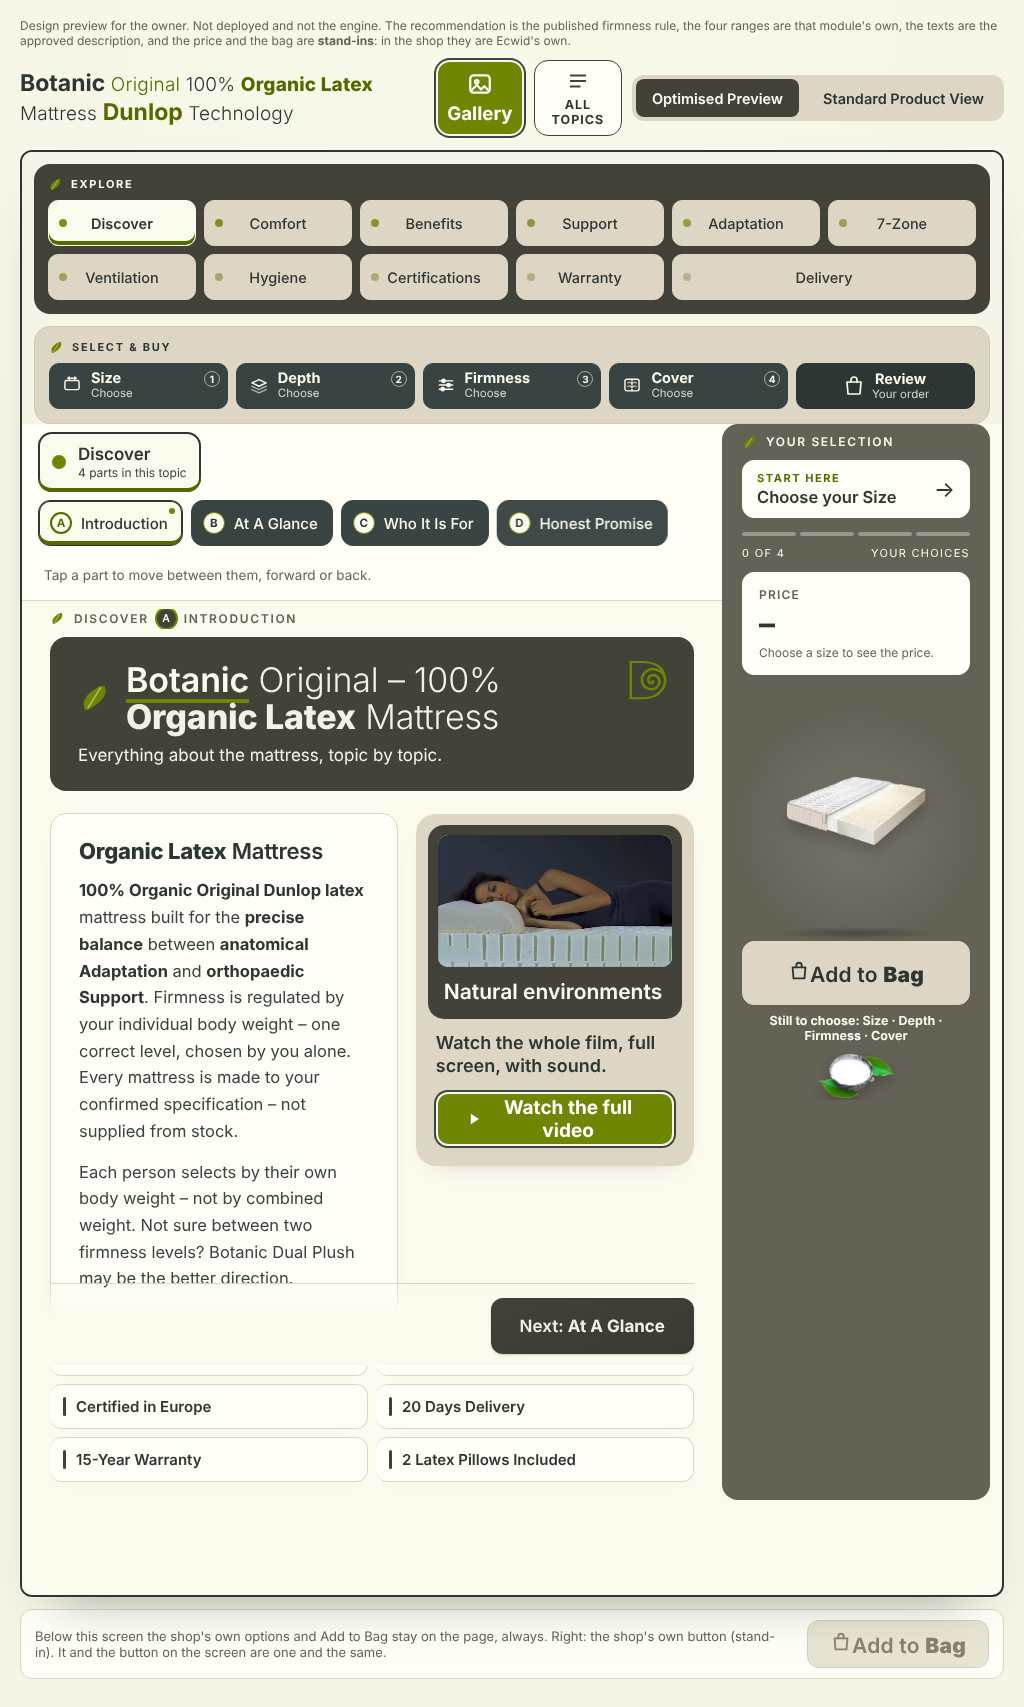 Design preview for the owner. Not deployed and not the engine. The recommendation is the published firmness rule, the four ranges are that module's own, the texts are the
approved description, and the price and the bag are stand-ins: in the shop they are Ecwid's own.
Botanic Original 100% Organic Latex
Mattress Dunlop Technology
Gallery
ALL
TOPICS
Optimised Preview
Standard Product View
EXPLORE
Discover
Comfort
Benefits
Support
Adaptation
7-Zone
Ventilation
Hygiene
Certifications
Warranty
Delivery
SELECT & BUY
Size
Choose
1
Depth
Choose
2
Firmness
Choose
3
Cover
Choose
4
Review
Your order
Discover
4 parts in this topic
A Introduction
B At A Glance
C Who It Is For
D Honest Promise
Tap a part to move between them, forward or back.
DISCOVER A INTRODUCTION
Botanic Original – 100%
Organic Latex Mattress
Everything about the mattress, topic by topic.
Organic Latex Mattress
100% Organic Original Dunlop latex
mattress built for the precise
balance between anatomical
Adaptation and orthopaedic
Support. Firmness is regulated by
your individual body weight – one
correct level, chosen by you alone.
Every mattress is made to your
confirmed specification – not
supplied from stock.
Each person selects by their own
body weight – not by combined
weight. Not sure between two
firmness levels? Botanic Dual Plush
may be the better direction.
Natural environments
Watch the whole film, full
screen, with sound.
Watch the full
video
Next: At A Glance
Certified in Europe
20 Days Delivery
15-Year Warranty
2 Latex Pillows Included
YOUR SELECTION
START HERE
Choose your Size
0 OF 4
YOUR CHOICES
PRICE
–
Choose a size to see the price.
Add to Bag
Still to choose: Size · Depth ·
Firmness · Cover
Below this screen the shop's own options and Add to Bag stay on the page, always. Right: the shop's own button (stand-
in). It and the button on the screen are one and the same.
Add to Bag